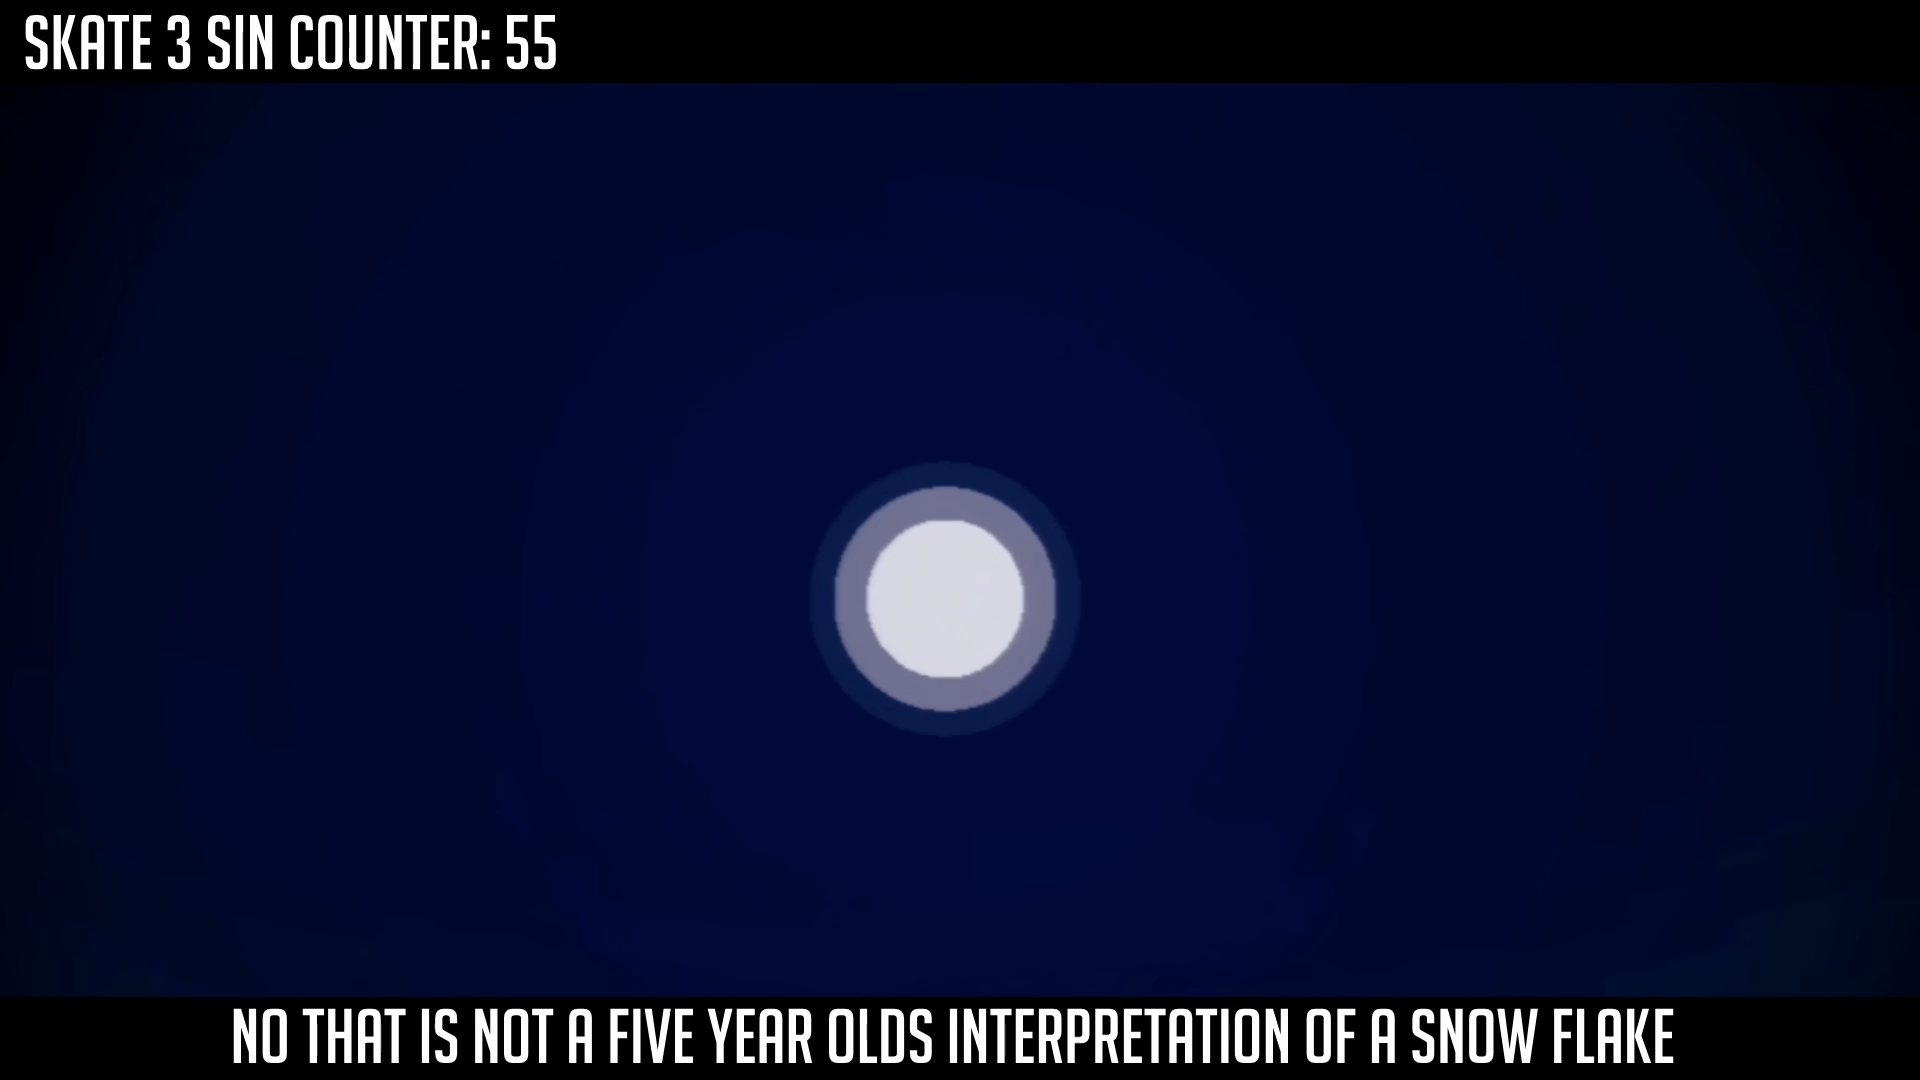 SKATE 3 SIN COUNTER: 55
NO THAT IS NOT A FIVE YEAR OLDS INTERPRETATION OF A SNOW FLAKE